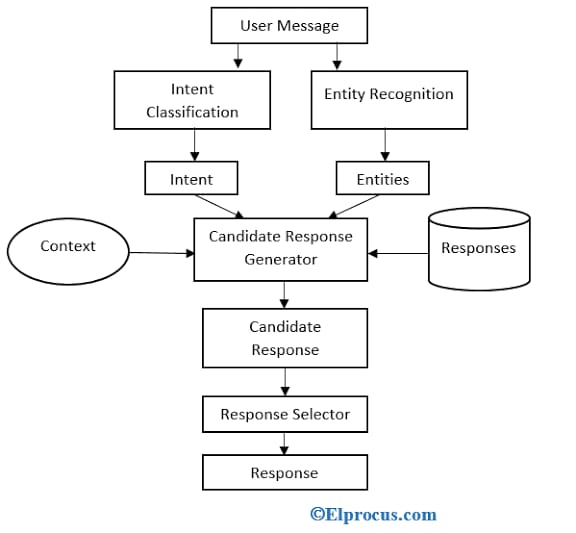 User Message
Intent
Classification
Entity Recognition
Intent
Entities
Context
Candidate Response
Generator
Responses
Candidate
Response
Response Selector
Response
©Elprocus.com